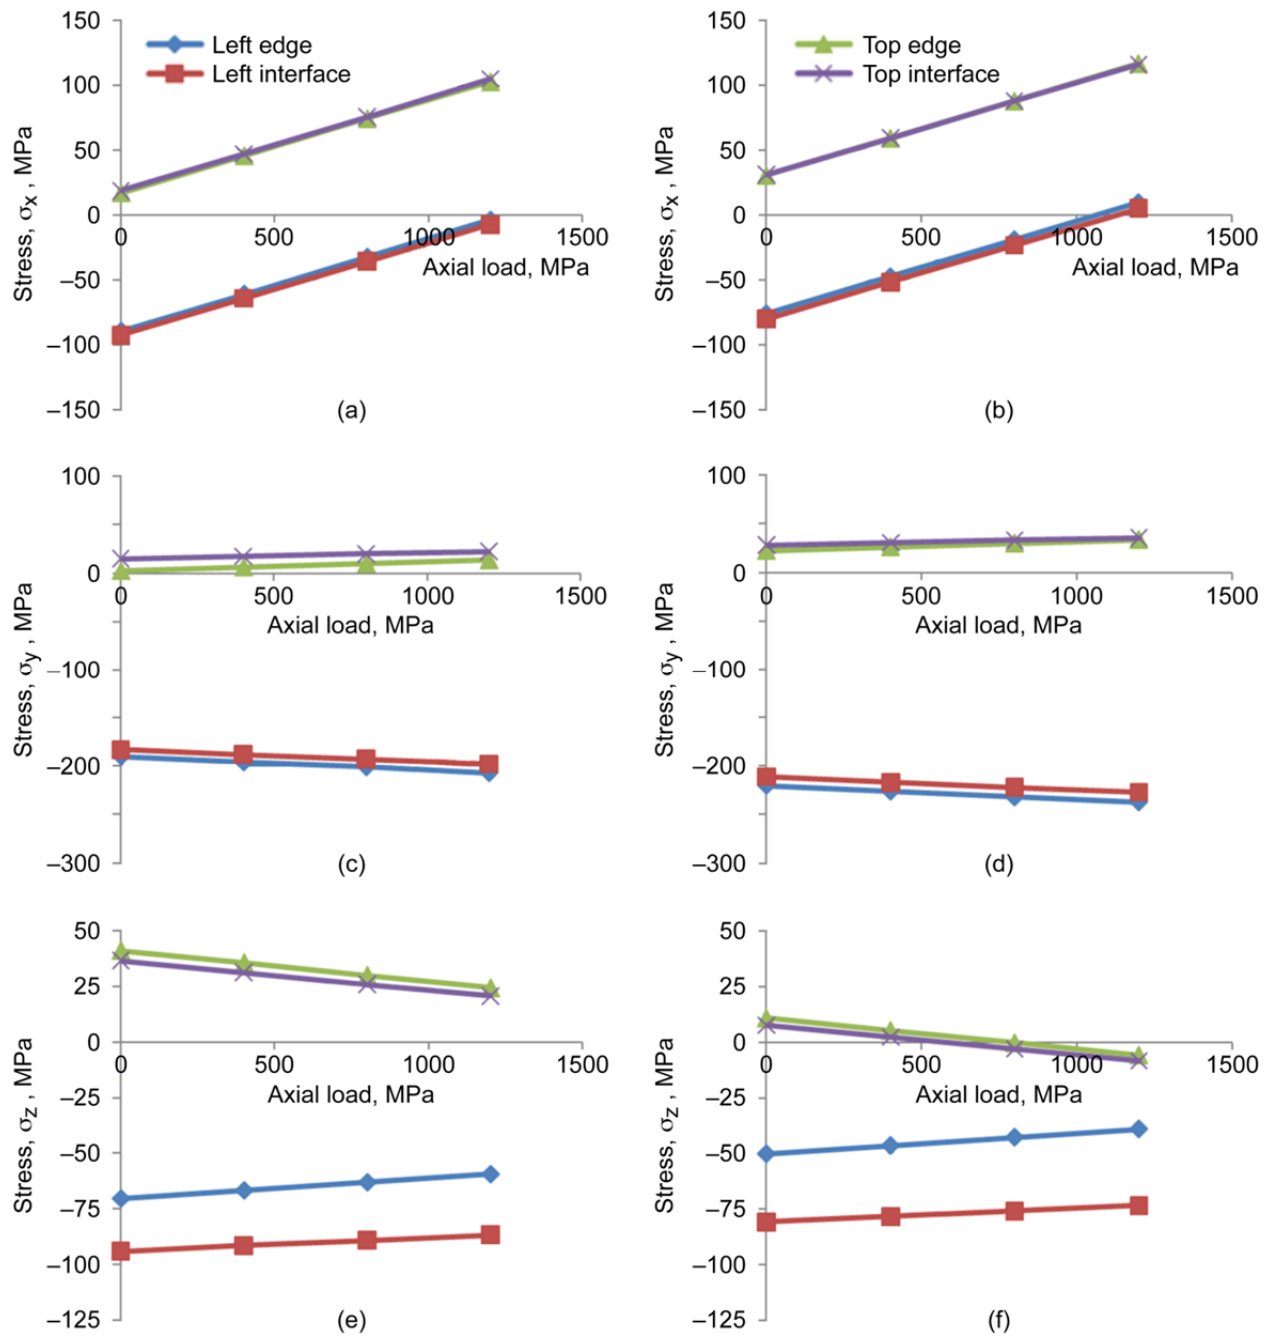 150
100
50
0
–50
–100
–150
Stress, σx , MPa
Left edge
Left interface
0 500 1000 1500
Axial load, MPa
(a)
150
100
50
0
–50
–100
–150
Stress, σx , MPa
Top edge
Top interface
0 500 1000 1500
Axial load, MPa
(b)
100
0
–100
–200
–300
Stress, σy , MPa
0 500 1000 1500
Axial load, MPa
(c)
100
0
–100
–200
–300
Stress, σy , MPa
0 500 1000 1500
Axial load, MPa
(d)
50
25
0
–25
–50
–75
–100
–125
Stress, σz , MPa
0 500 1000 1500
Axial load, MPa
(e)
50
25
0
–25
–50
–75
–100
–125
Stress, σz , MPa
0 500 1000 1500
Axial load, MPa
(f)